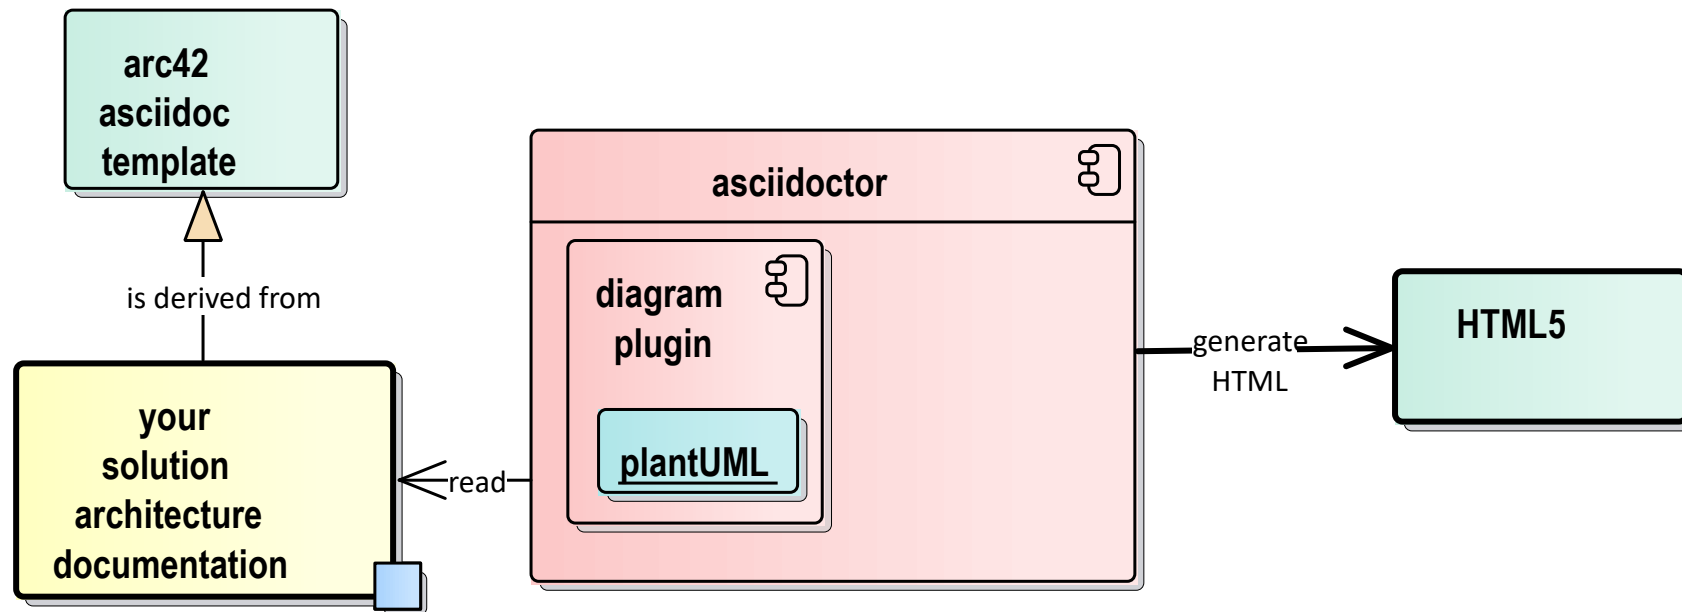 arc42
asciidoc
template
is derived from
your
solution
architecture
documentation
read
asciidoctor
diagram
plugin
plantUML
generate
HTML
HTML5